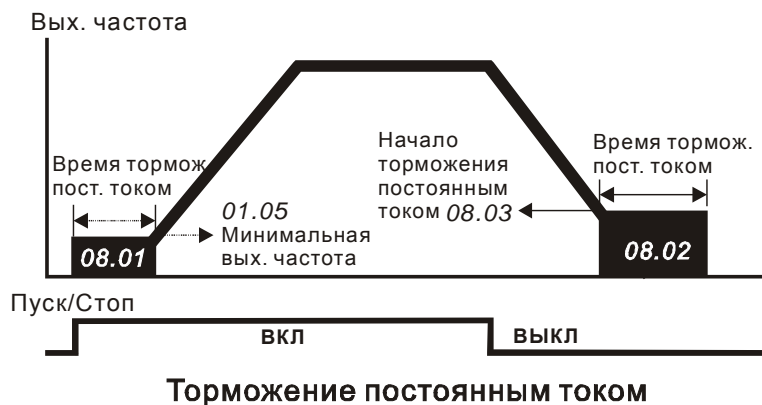 Вых. частота
Время тормож.
пост. током
01.05
Минимальная
вых. частота
08.01
Начало
торможения
постоянным
током 08.03
Время тормож.
пост. током
08.02
Пуск/Стоп
ВКЛ
ВЫКЛ
Торможение постоянным током